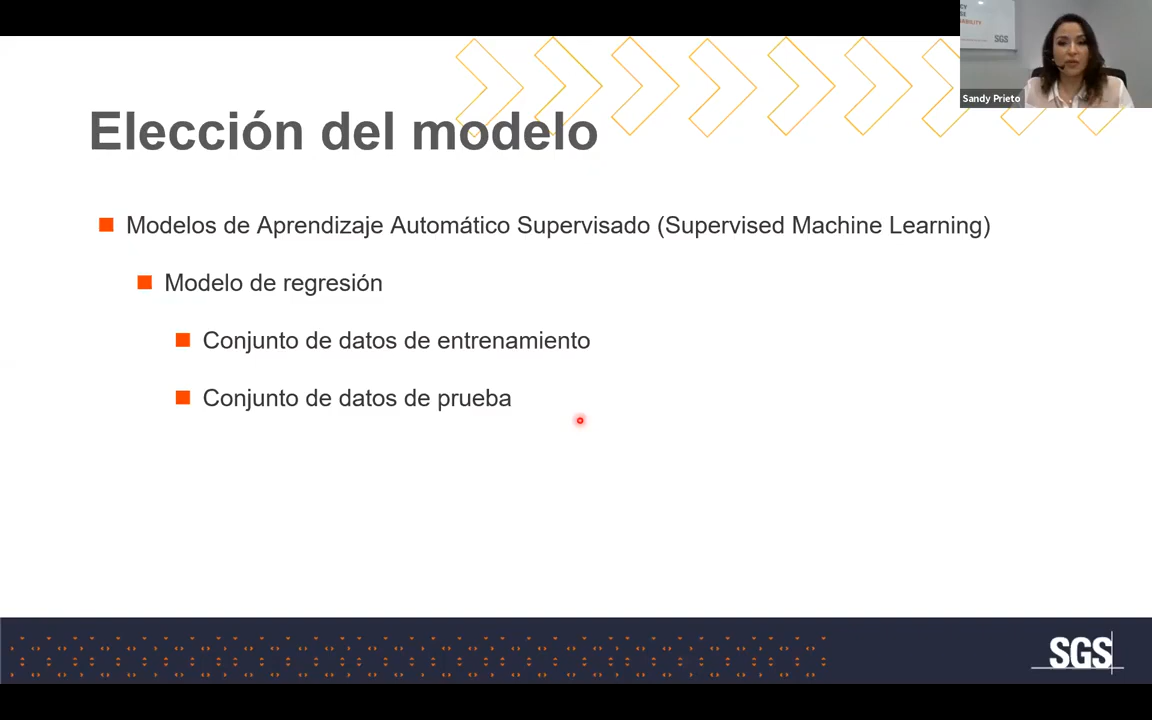 SGS
Sandy Prieto
Elección del modelo
Modelos de Aprendizaje Automático Supervisado (Supervised Machine Learning)
Modelo de regresión
Conjunto de datos de entrenamiento
Conjunto de datos de prueba
SGS